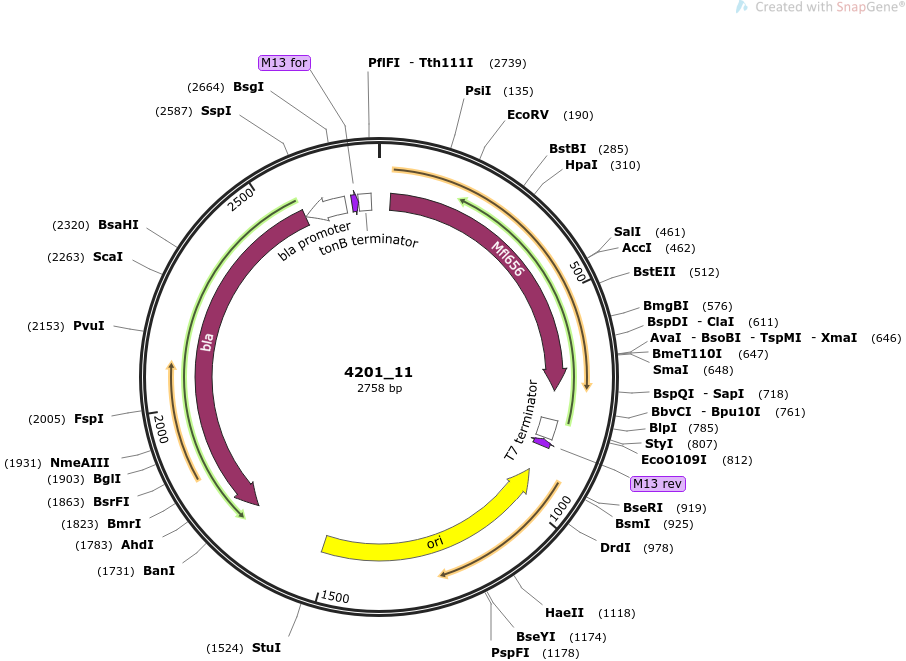 Created with SnapGene®
M13 for
PflFI - Tth111I (2739)
(2664) BsgI
PsiI (135)
(2587) SspI
EcoRV (190)
BstBI (285)
HpaI (310)
2500
(2320) BsaHI
bla promoter
tonB terminator
SalI (461)
AccI (462)
(2263) ScaI
Mfl656
500
BstEII (512)
BmgBI (576)
(2153) PvuI
BspDI - ClaI (611)
bla
AvaI - BsoBI - TspMI - XmaI (646)
BmeT110I (647)
4201_11
SmaI (648)
2758 bp
BspQI - SapI (718)
(2005) FspI
BbvCI - Bpu10I (761)
2000
T7 terminator
BlpI (785)
StyI (807)
(1931) NmeAIII
EcoO109I (812)
(1903) BglI
M13 rev
(1863) BsrFI
BseRI (919)
1000
(1823) BmrI
BsmI (925)
(1783) AhdI
ori
DrdI (978)
(1731) BanI
1500
HaeII (1118)
BseYI (1174)
(1524) StuI
PspFI (1178)